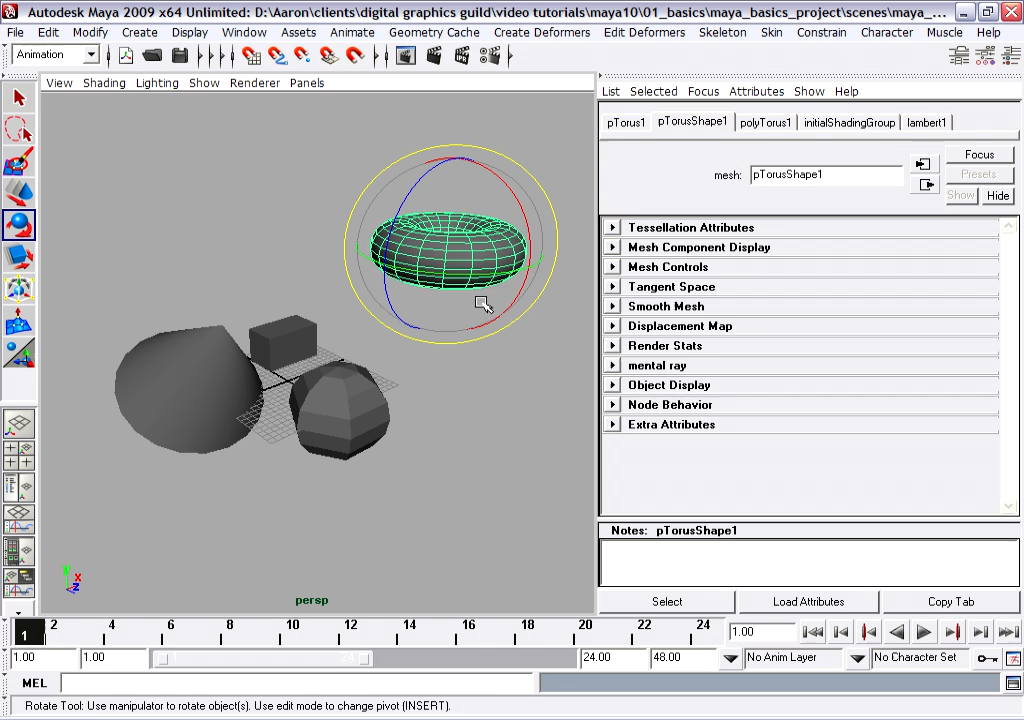 Autodesk Maya 2009 x64 Unlimited: D:\Aaron\clients\digital graphics guild\video tutorials\maya10\01_basics\maya_basics_project\scenes\maya_...
File Edit Modify Create Display Window Assets Animate Geometry Cache Create Deformers Edit Deformers Skeleton Skin Constrain Character Muscle Help
Animation
IPR
View Shading Lighting Show Renderer Panels
List Selected Focus Attributes Show Help
pTorus1 pTorusShape1 polyTorus1 initialShadingGroup lambert1
Focus
mesh: pTorusShape1
Presets
Show Hide
Tessellation Attributes
Mesh Component Display
Mesh Controls
Tangent Space
Smooth Mesh
Displacement Map
Render Stats
mental ray
Object Display
Node Behavior
Extra Attributes
Notes: pTorusShape1
y
x
z
persp
Select Load Attributes Copy Tab
1 2 4 6 8 10 12 14 16 18 20 22 24 1.00
1.00 1.00 24 24.00 48.00 No Anim Layer No Character Set
MEL
Rotate Tool: Use manipulator to rotate object(s). Use edit mode to change pivot (INSERT).